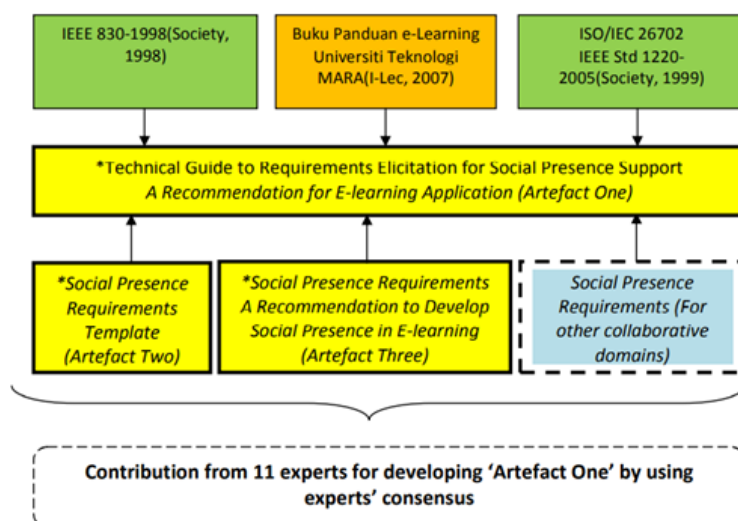 IEEE 830-1998(Society,
1998)
Buku Panduan e-Learning
Universiti Teknologi
MARA(I-Lec, 2007)
ISO/IEC 26702
IEEE Std 1220-
2005(Society, 1999)
*Technical Guide to Requirements Elicitation for Social Presence Support
A Recommendation for E-learning Application (Artefact One)
*Social Presence
Requirements
Template
(Artefact Two)
*Social Presence Requirements
A Recommendation to Develop
Social Presence in E-learning
(Artefact Three)
Social Presence
Requirements (For
other collaborative
domains)
Contribution from 11 experts for developing ‘Artefact One’ by using
experts’ consensus